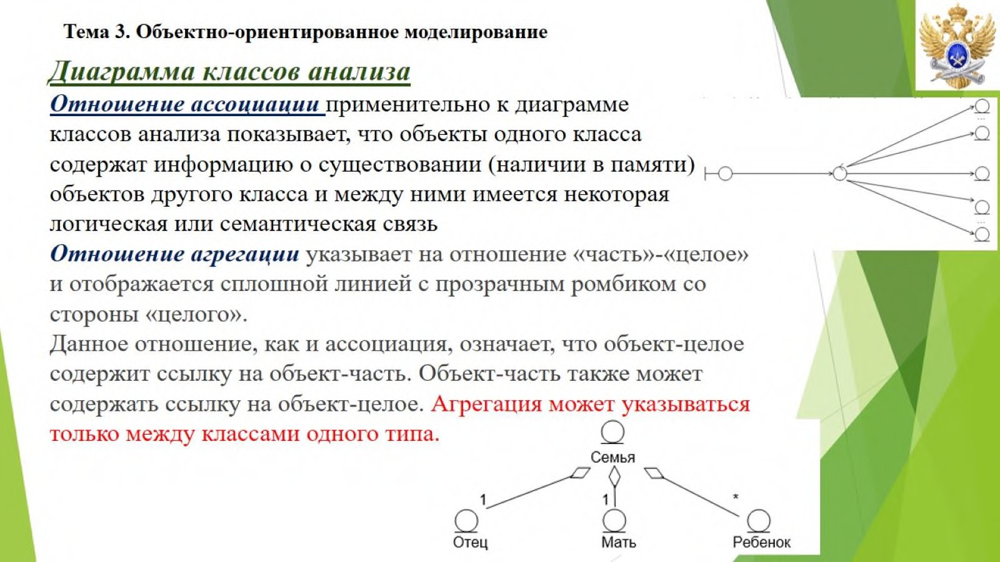 Тема 3. Объектно-ориентированное моделирование
Диаграмма классов анализа
Отношение ассоциации применительно к диаграмме
классов анализа показывает, что объекты одного класса
содержат информацию о существовании (наличии в памяти)
объектов другого класса и между ними имеется некоторая
логическая или семантическая связь
...
...
Отношение агрегации указывает на отношение «часть»-«целое»
и отображается сплошной линией с прозрачным ромбиком со
стороны «целого».
Данное отношение, как и ассоциация, означает, что объект-целое
содержит ссылку на объект-часть. Объект-часть также может
содержать ссылку на объект-целое. Агрегация может указываться
только между классами одного типа.
Семья
1
1
*
Отец
Мать
Ребенок